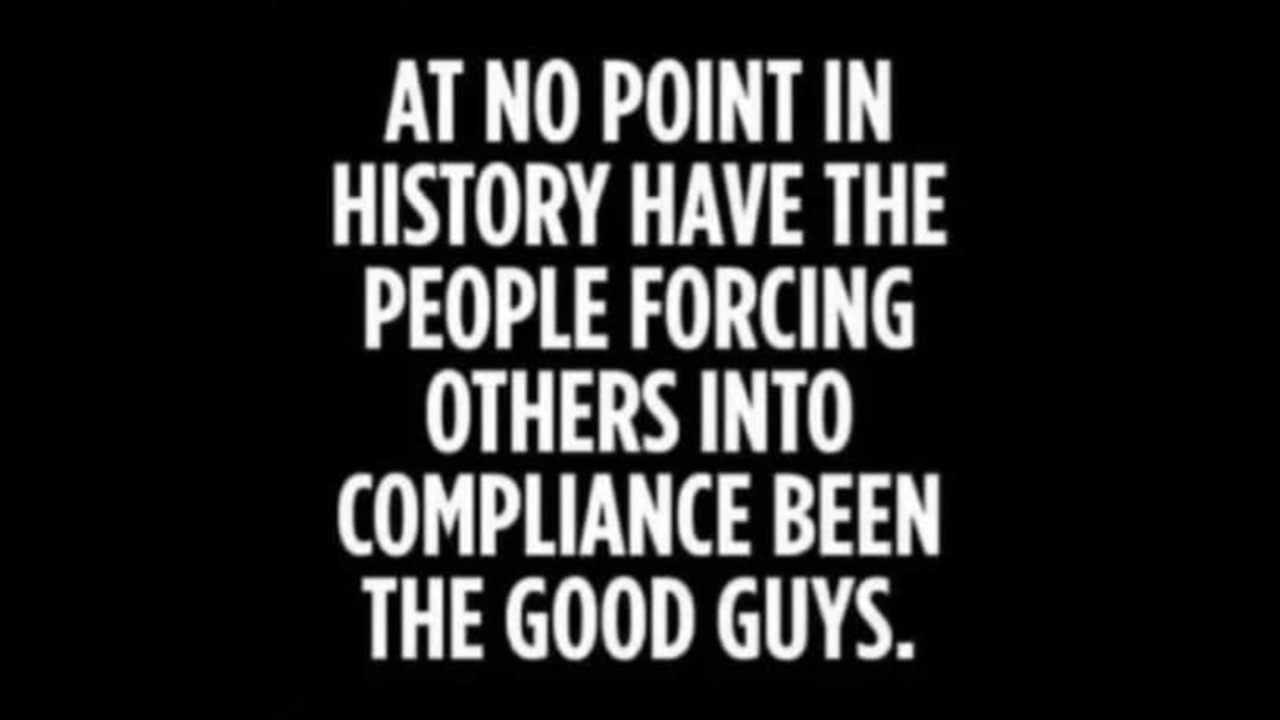 AT NO POINT IN
HISTORY HAVE THE
PEOPLE FORCING
OTHERS INTO
COMPLIANCE BEEN
THE GOOD GUYS.